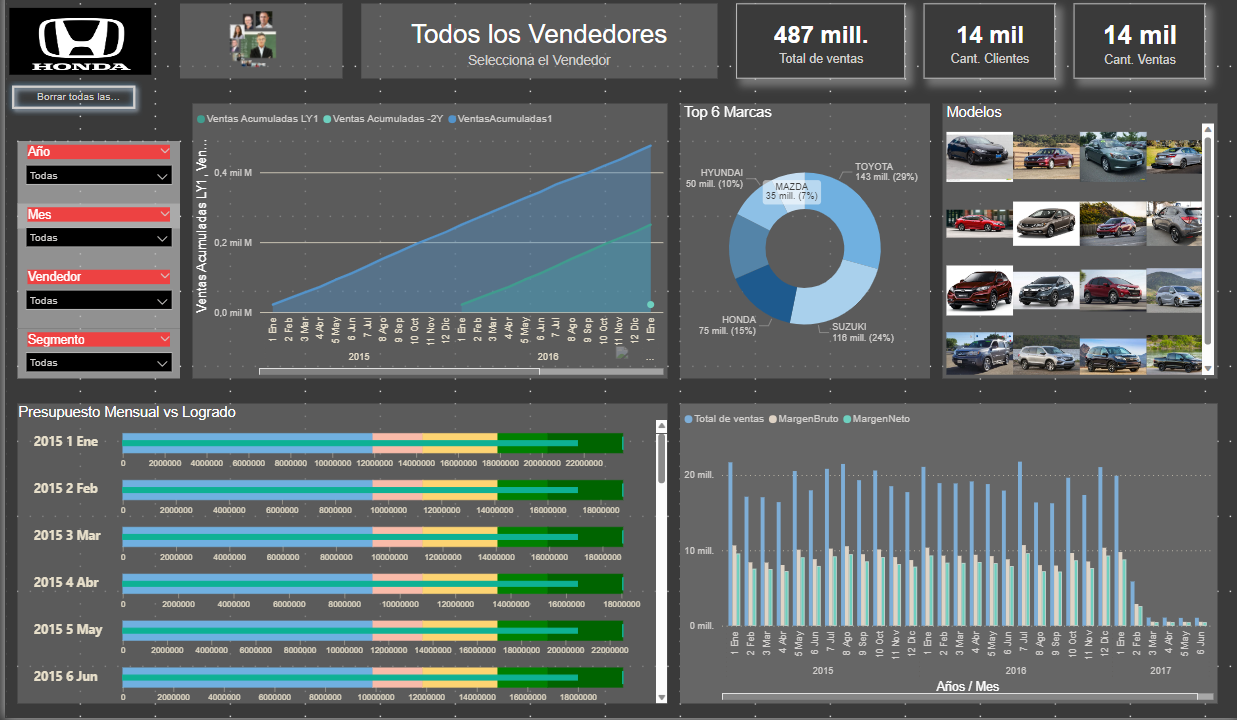 HONDA
Todos los Vendedores
Selecciona el Vendedor
487 mill.
Total de ventas
14 mil
Cant. Clientes
14 mil
Cant. Ventas
Borrar todas las...
Año
Todas
Mes
Todas
Vendedor
Todas
Segmento
Todas
Ventas Acumuladas LY1 Ventas Acumuladas -2Y VentasAcumuladas1
Ventas Acumuladas LY1 , Ven...
0,4 mil M
0,2 mil M
0,0 mil M
1 Ene 2 Feb 3 Mar 4 Abr 5 May 6 Jun 7 Jul 8 Ago 9 Sep 10 Oct 11 Nov 12 Dic 1 Ene 2 Feb 3 Mar 4 Abr 5 May 6 Jun 7 Jul 8 Ago 9 Sep 10 Oct 11 Nov 12 Dic 1 Ene
2015 2016 ...
Top 6 Marcas
TOYOTA
143 mill. (29%)
HYUNDAI
50 mill. (10%)
MAZDA
35 mill. (7%)
HONDA
75 mill. (15%)
SUZUKI
116 mill. (24%)
Modelos
Presupuesto Mensual vs Logrado
2015 1 Ene
0 2000000 4000000 6000000 8000000 10000000 12000000 14000000 16000000 18000000 20000000 22000000
2015 2 Feb
0 2000000 4000000 6000000 8000000 10000000 12000000 14000000 16000000 18000000
2015 3 Mar
0 2000000 4000000 6000000 8000000 10000000 12000000 14000000 16000000 18000000
2015 4 Abr
0 2000000 4000000 6000000 8000000 10000000 12000000 14000000 16000000 18000000
2015 5 May
0 2000000 4000000 6000000 8000000 10000000 12000000 14000000 16000000 18000000 20000000 22000000
2015 6 Jun
0 2000000 4000000 6000000 8000000 10000000 12000000 14000000 16000000 18000000
Total de ventas MargenBruto MargenNeto
20 mill.
10 mill.
0 mill.
1 Ene 2 Feb 3 Mar 4 Abr 5 May 6 Jun 7 Jul 8 Ago 9 Sep 10 Oct 11 Nov 12 Dic 1 Ene 2 Feb 3 Mar 4 Abr 5 May 6 Jun 7 Jul 8 Ago 9 Sep 10 Oct 11 Nov 12 Dic 1 Ene 2 Feb 3 Mar 4 Abr 5 May 6 Jun
2015 2016 2017
Años / Mes